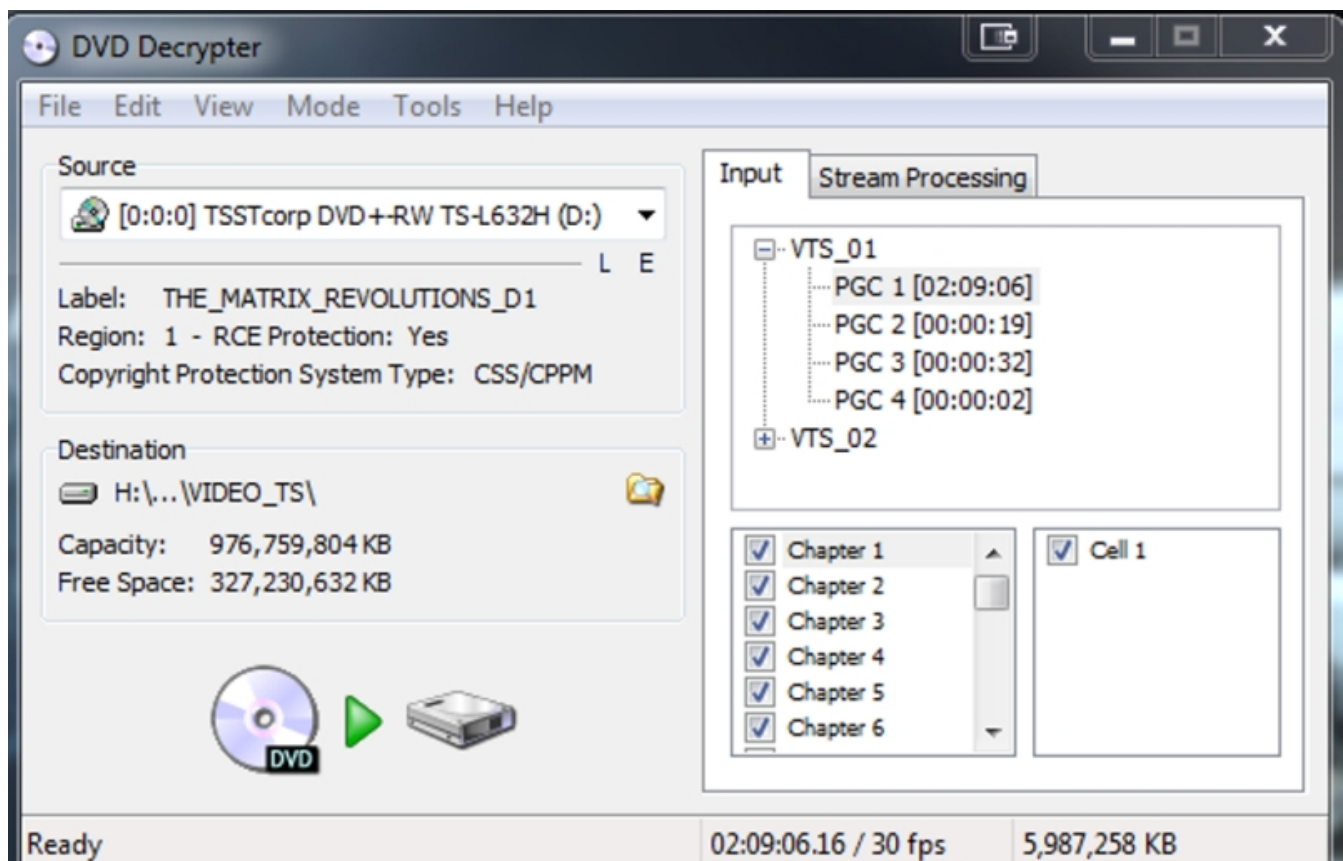 DVD Decrypter
File Edit View Mode Tools Help
Source
[0:0:0] TSSTcorp DVD+-RW TS-L632H (D:)
L E
Label: THE_MATRIX_REVOLUTIONS_D1
Region: 1 - RCE Protection: Yes
Copyright Protection System Type: CSS/CPPM
Destination
H:\...\VIDEO_TS\
Capacity: 976,759,804 KB
Free Space: 327,230,632 KB
DVD
Input Stream Processing
VTS_01
PGC 1 [02:09:06]
PGC 2 [00:00:19]
PGC 3 [00:00:32]
PGC 4 [00:00:02]
VTS_02
Chapter 1
Chapter 2
Chapter 3
Chapter 4
Chapter 5
Chapter 6
Cell 1
Ready 02:09:06.16 / 30 fps 5,987,258 KB